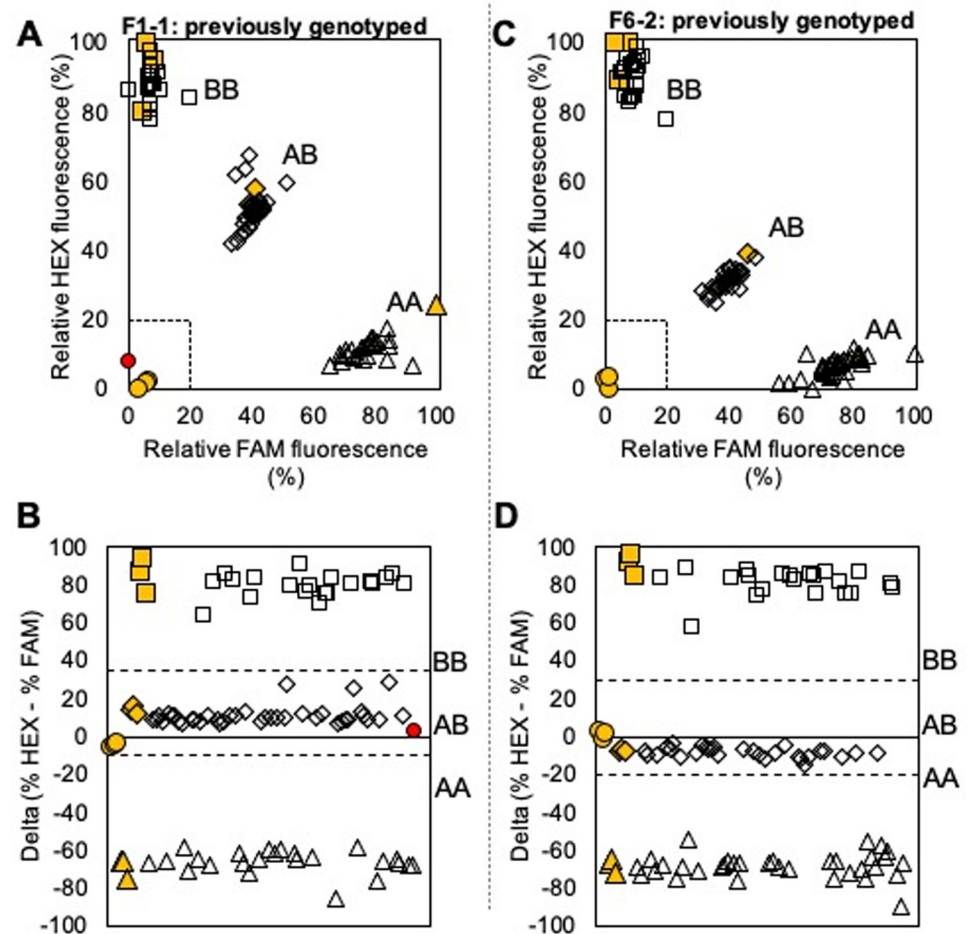 A
F1-1: previously genotyped
100
80
60
40
20
0
Relative HEX fluorescence (%)
BB
AB
AA
0 20 40 60 80 100
Relative FAM fluorescence
(%)
C
F6-2: previously genotyped
100
80
60
40
20
0
Relative HEX fluorescence (%)
BB
AB
AA
0 20 40 60 80 100
Relative FAM fluorescence
(%)
B
100
80
60
40
20
0
-20
-40
-60
-80
-100
Delta (% HEX - % FAM)
BB
AB
AA
D
100
80
60
40
20
0
-20
-40
-60
-80
-100
Delta (% HEX - % FAM)
BB
AB
AA